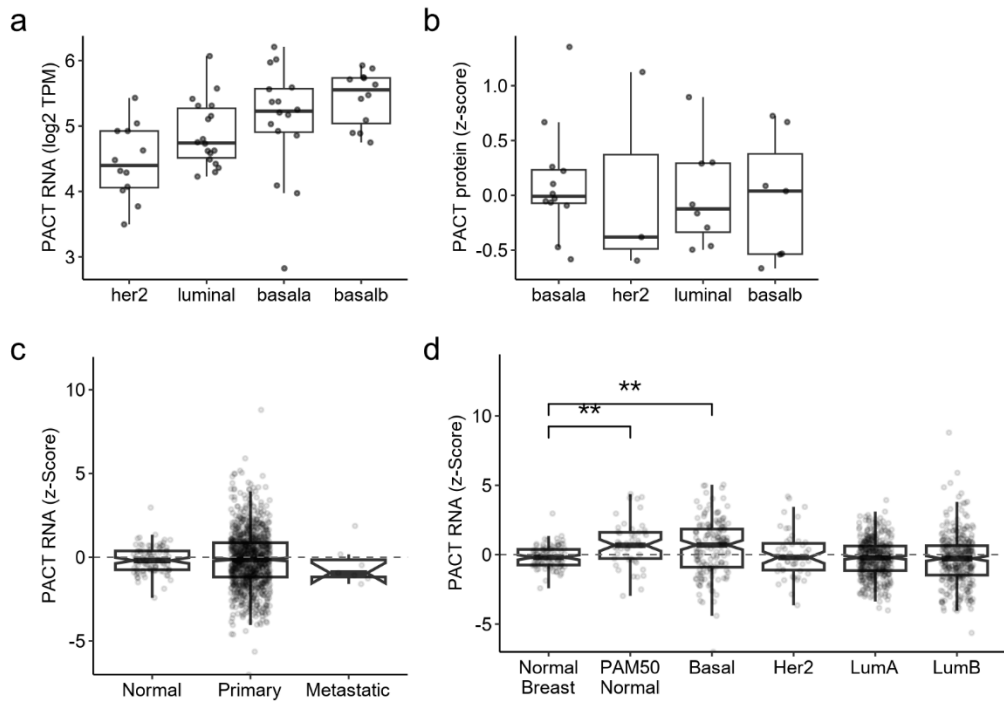 a
PACT RNA (log2 TPM)
6
5
4
3
her2 luminal basala basalb
b
PACT protein (z-score)
1.0
0.5
0.0
-0.5
basala her2 luminal basalb
c
PACT RNA (z-Score)
10
5
0
-5
Normal Primary Metastatic
d
PACT RNA (z-Score)
10
5
0
-5
**
**
Normal Breast
PAM50 Normal
Basal
Her2
LumA
LumB